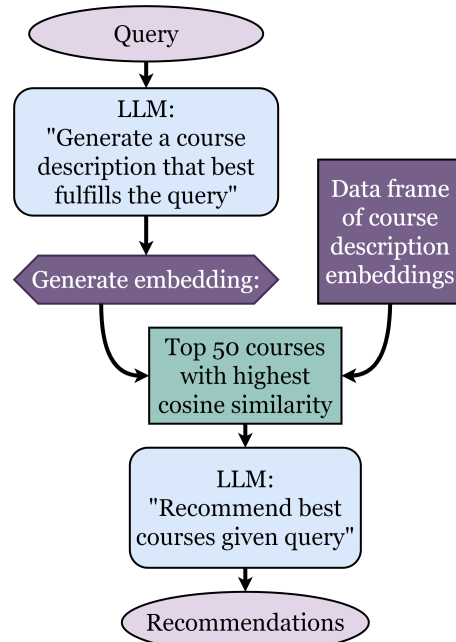 Query
LLM:
"Generate a course
description that best
fulfills the query"
Data frame
of course
description
embeddings
Generate embedding:
Top 50 courses
with highest
cosine similarity
LLM:
"Recommend best
courses given query"
Recommendations